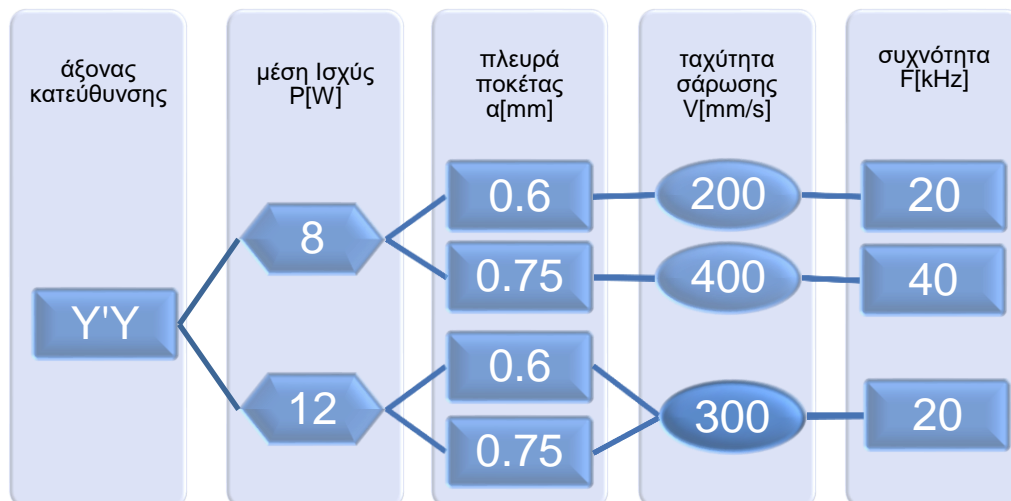 άξονας
κατεύθυνσης
μέση Ισχύς
P[W]
πλευρά
ποκέτας
α[mm]
ταχύτητα
σάρωσης
V[mm/s]
συχνότητα
F[kHz]
Υ'Υ
8
12
0.6
0.75
0.6
0.75
200
400
300
20
40
20